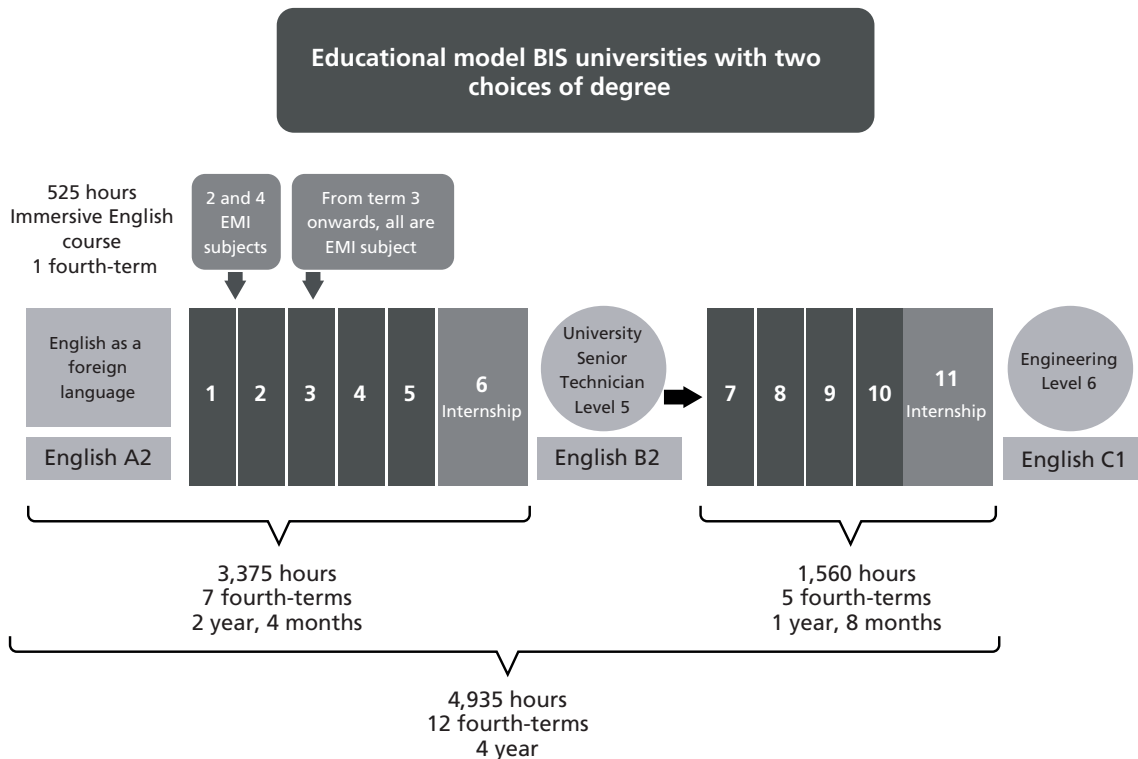 Educational model BIS universities with two
choices of degree
525 hours
Immersive English
course
1 fourth-term
2 and 4
EMI
subjects
From term 3
onwards, all are
EMI subject
English as a
foreign
language
English A2
1
2
3
4
5
6
Internship
University
Senior
Technician
Level 5
English B2
7
8
9
10
11
Internship
Engineering
Level 6
English C1
3,375 hours
7 fourth-terms
2 year, 4 months
1,560 hours
5 fourth-terms
1 year, 8 months
4,935 hours
12 fourth-terms
4 year